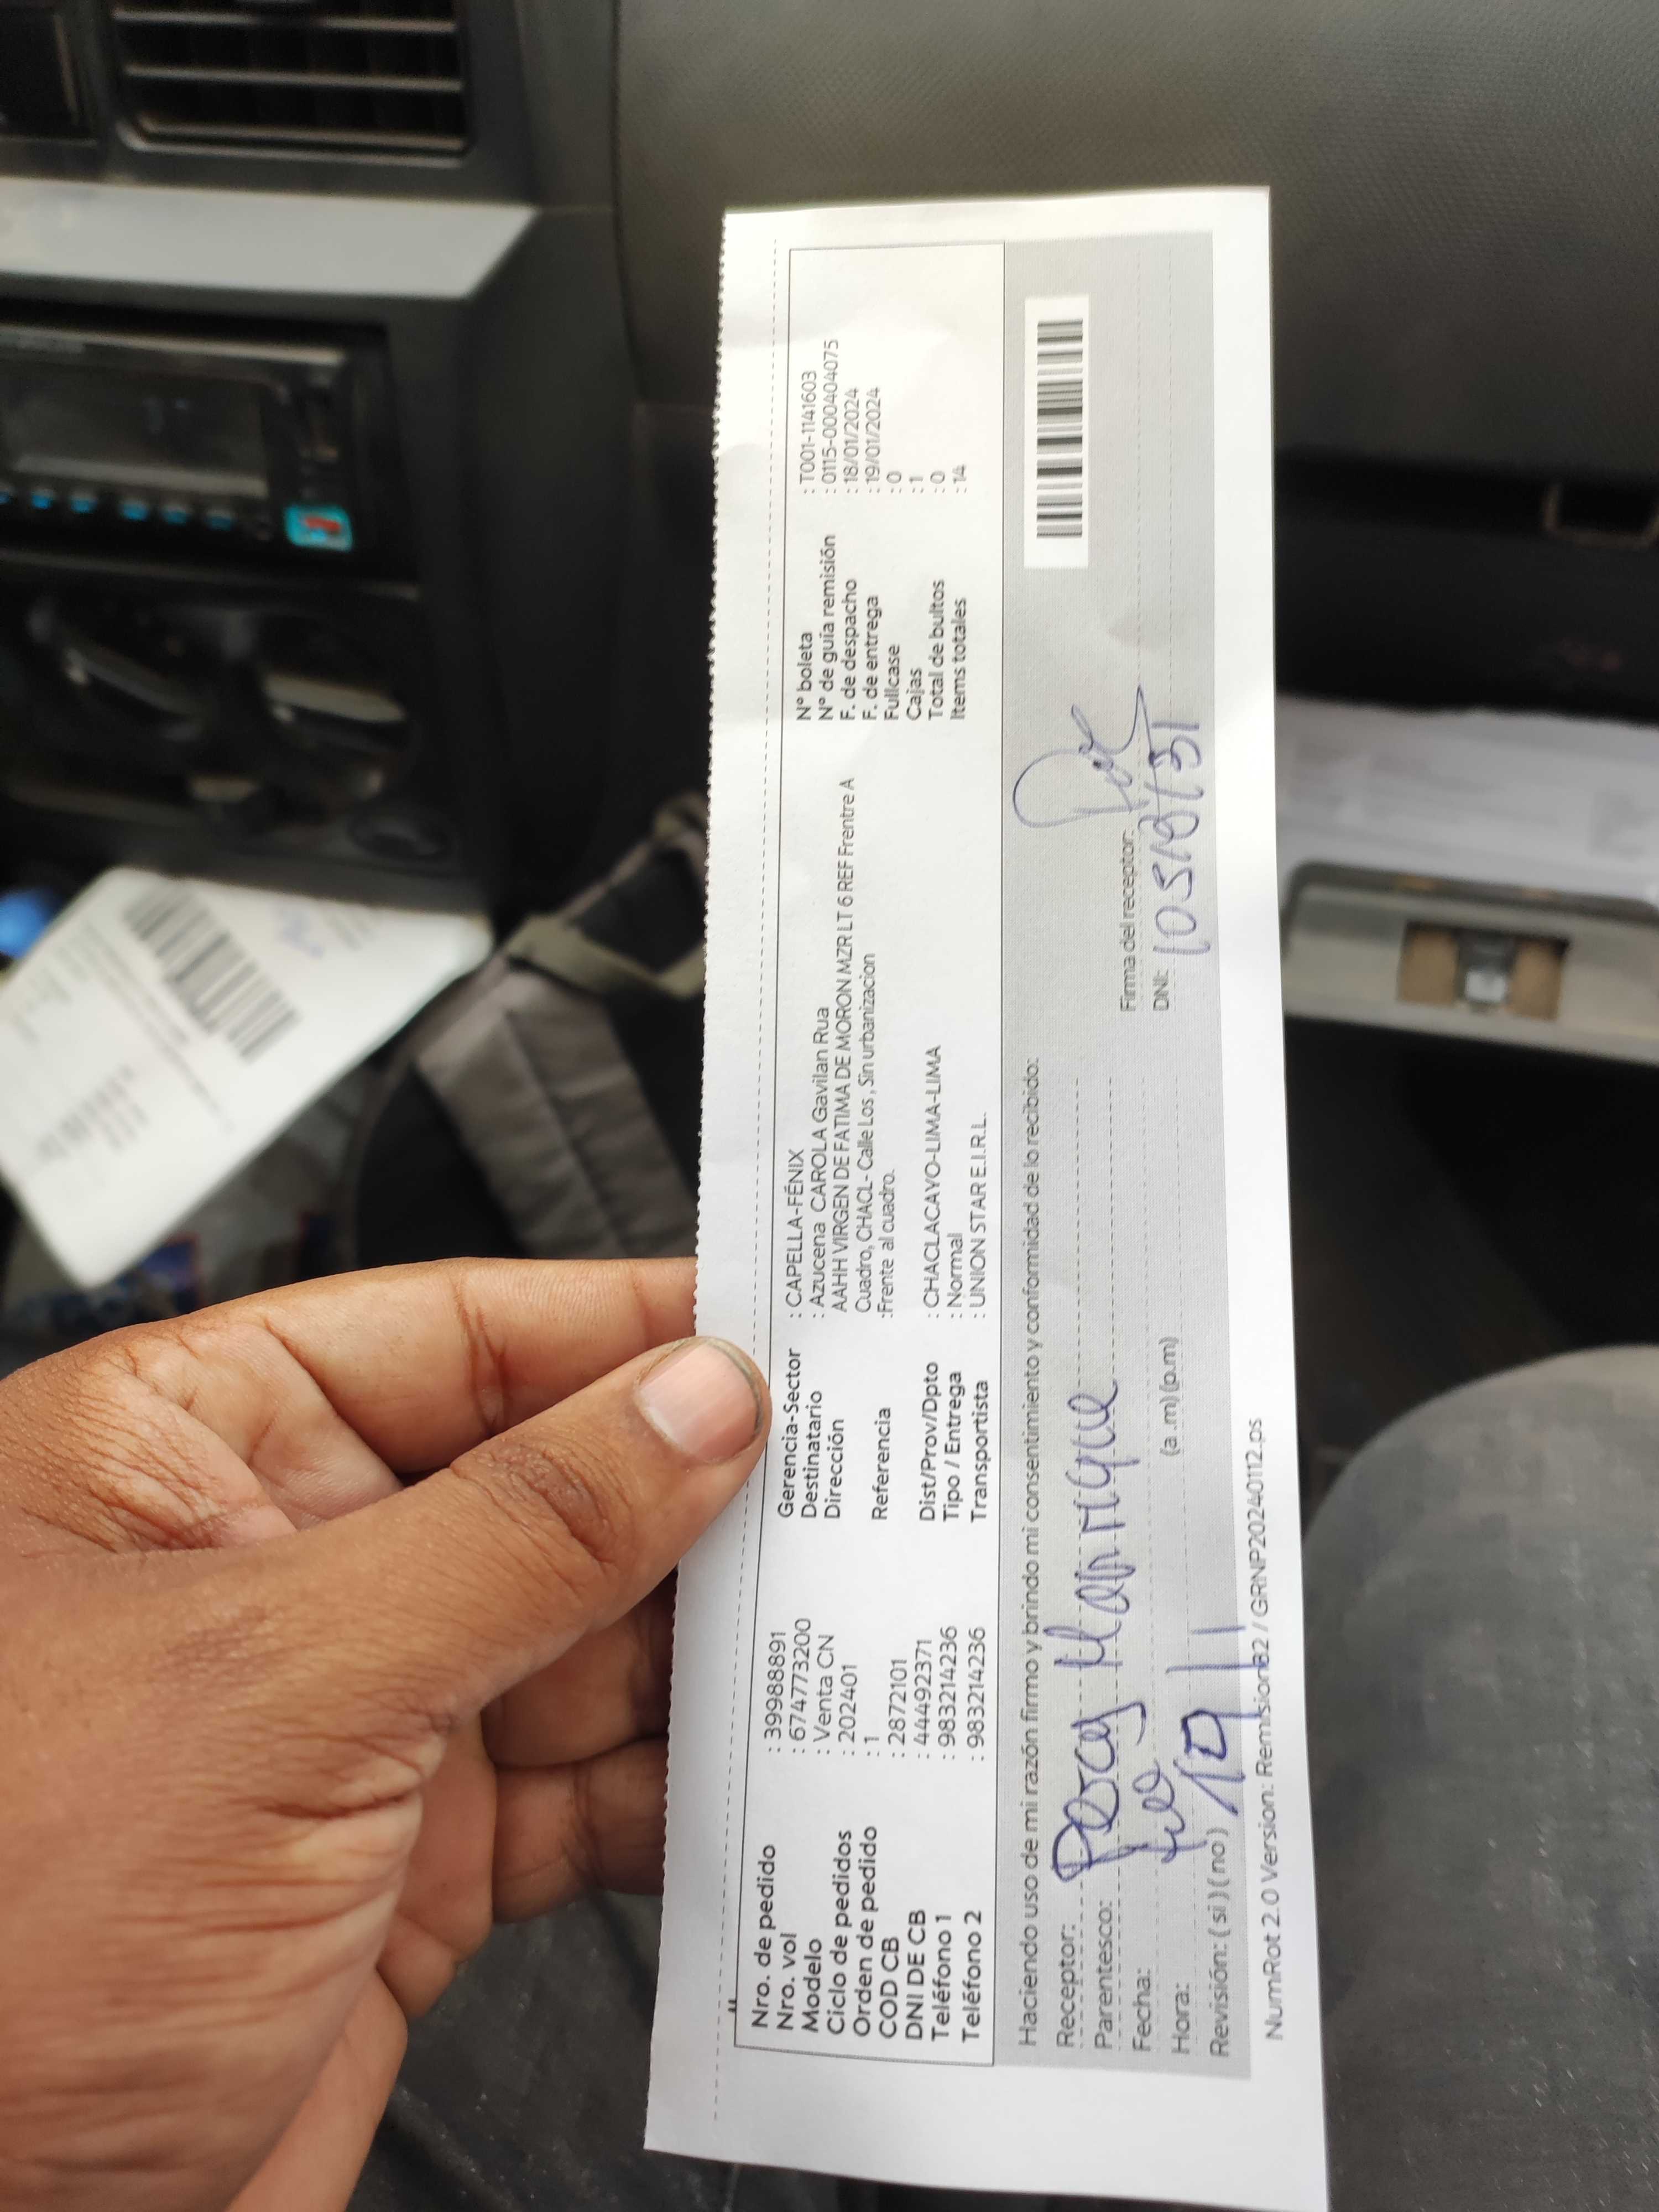 Nro. de pedido : 39988891
Nro. vol : 674773200
Modelo : Venta CN
Ciclo de pedidos : 202401
Orden de pedido : 1
COD CB : 2872101
DNI DE CB : 44492371
Teléfono 1 : 983214236
Teléfono 2 : 983214236
Gerencia-Sector : CAPELLA-FÉNIX
Destinatario : Azucena CAROLA Gavilan Rua
Dirección AAHH VIRGEN DE FATIMA DE MORON MZR LT 6 REF Frentre A
Cuadro, CHACL- Calle Los , Sin urbanizacion
Referencia :Frente al cuadro.
Dist/Prov/Dpto : CHACLACAYO-LIMA-LIMA
Tipo / Entrega : Normal
Transportista : UNION STAR E.I.R.L.
N° boleta : T001-1141603
N° de guía remisión : 0115-000404075
F. de despacho : 18/01/2024
F. de entrega : 19/01/2024
Fullcase : 0
Cajas : 1
Total de bultos : 0
Items totales : 14
Haciendo uso de mi razón firmo y brindo mi consentimiento y conformidad de lo recibido:
Receptor: Percy Manrique
Parentesco:
Fecha:
Hora: (a.m) (p.m)
Revisión: ( si ) ( no )
Firma del receptor:
DNI:
NumRot 2.0 Version: RemisionB2 / GRNP20240112.ps